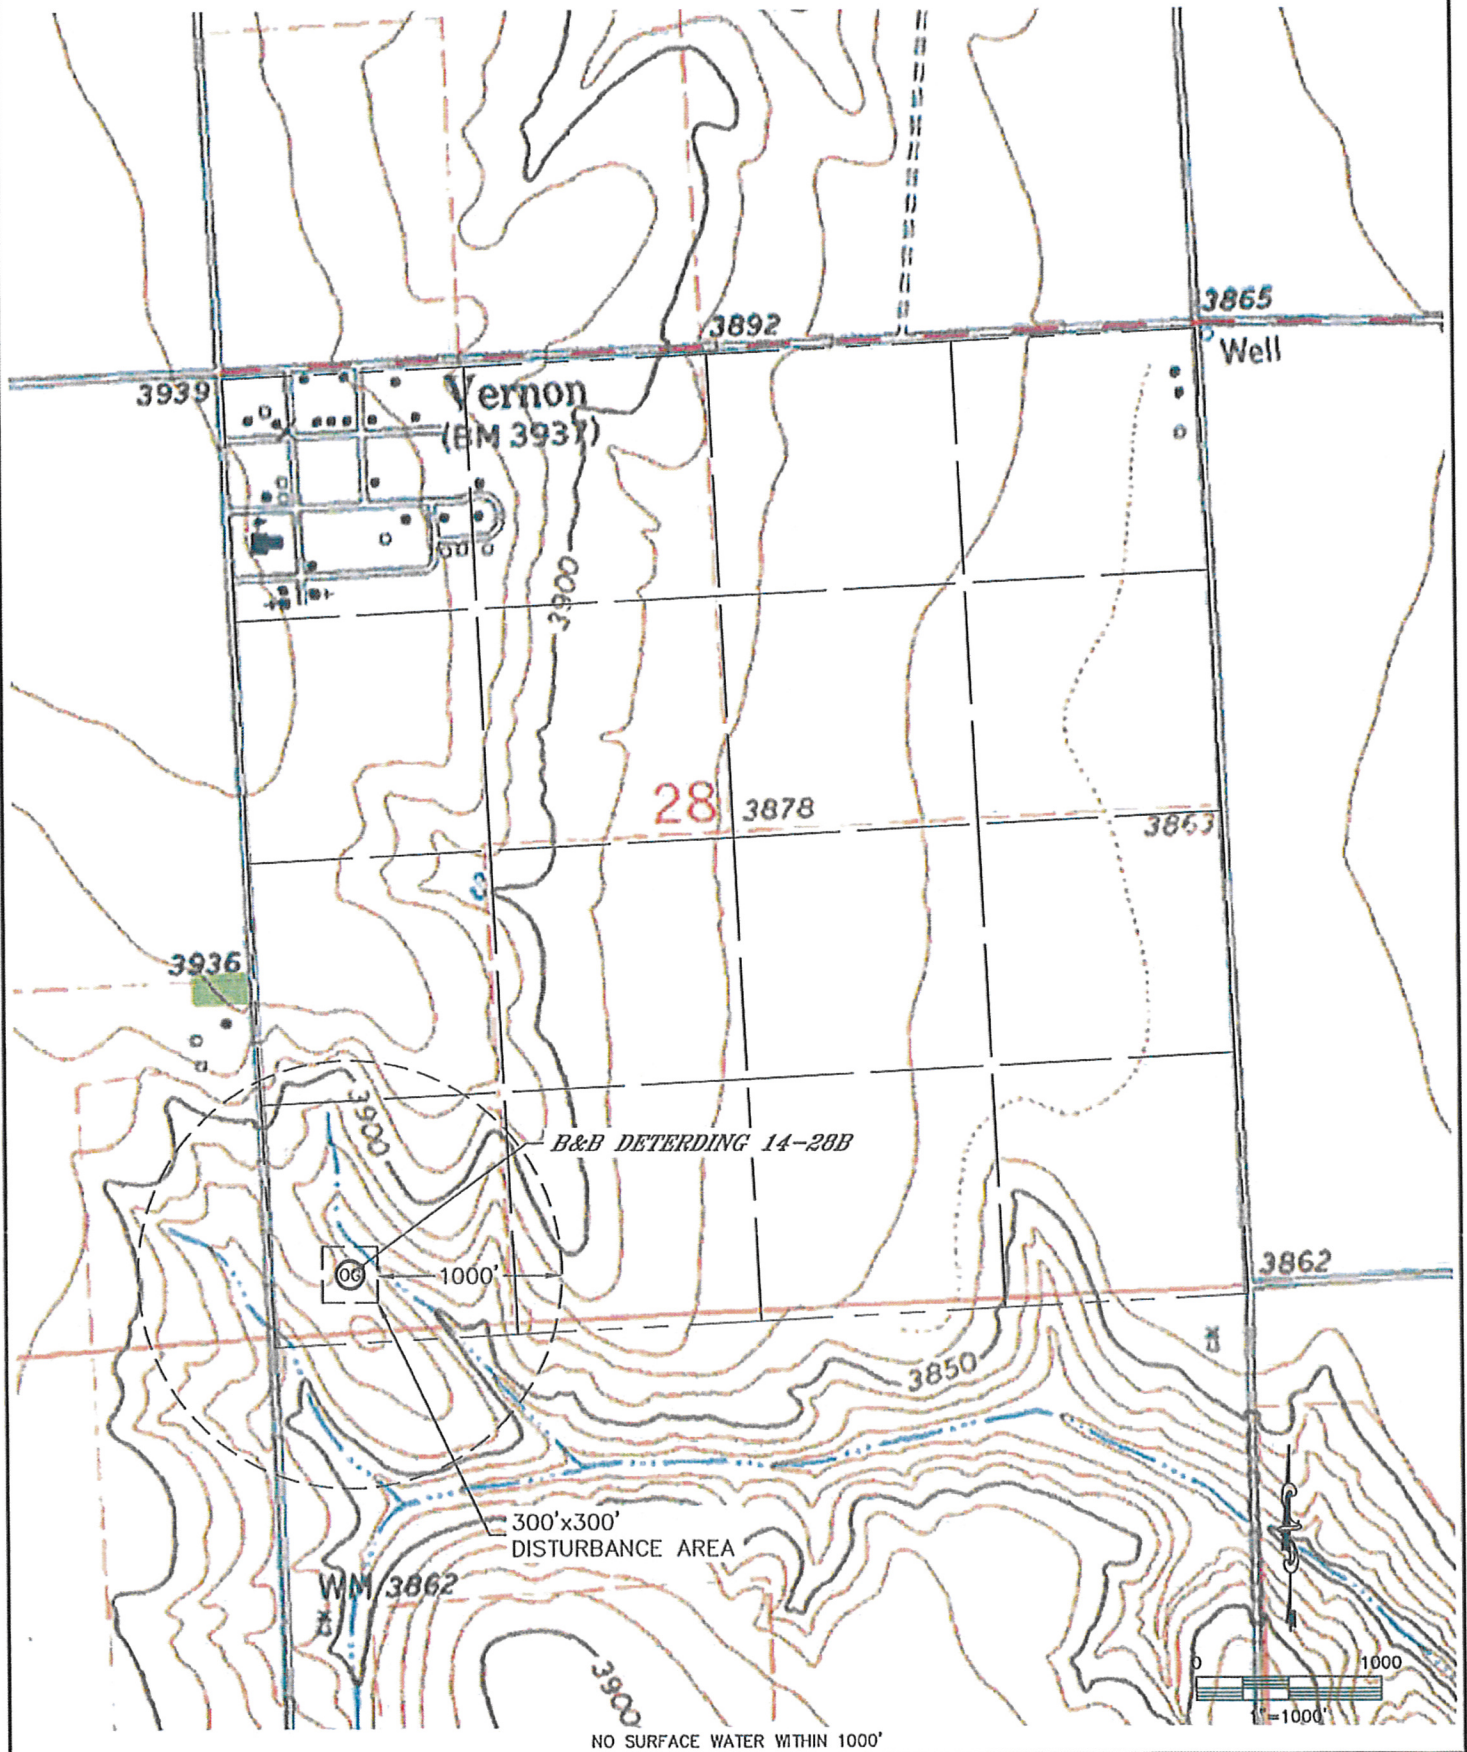 3865
3892
Well
3939
Vernon
(BM 3937)
3900
28
3878
3863
3936
3900
B&B DETERDING 14-28B
OG
1000'
3862
3850
300'x300'
DISTURBANCE AREA
WM 3862
3900
0 1000
1"=1000'
NO SURFACE WATER WITHIN 1000'